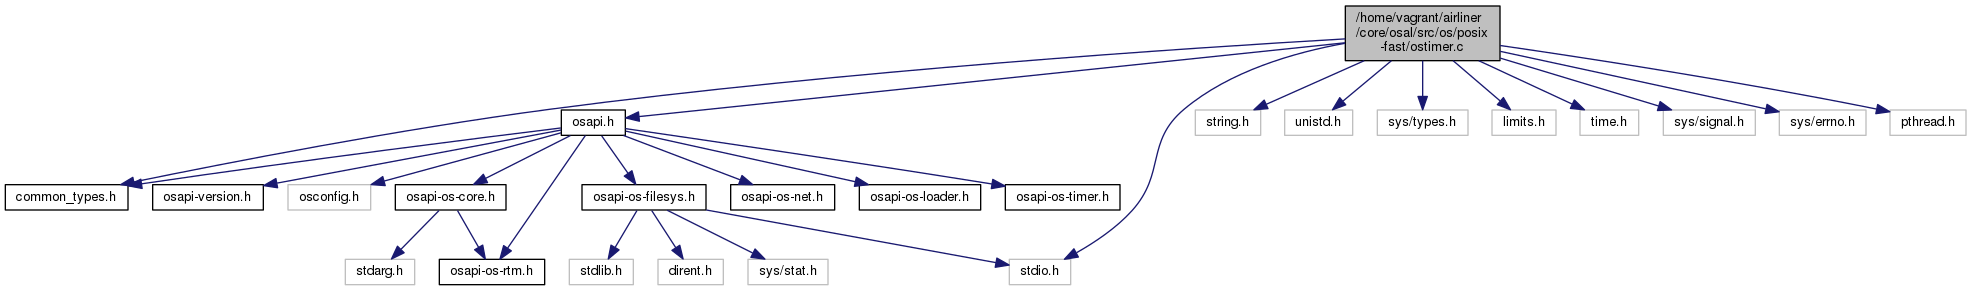 /home/vagrant/airliner
/core/osal/src/os/posix
-fast/ostimer.c
osapi.h
string.h
unistd.h
sys/types.h
limits.h
time.h
sys/signal.h
sys/errno.h
pthread.h
common_types.h
osapi-version.h
osconfig.h
osapi-os-core.h
osapi-os-filesys.h
osapi-os-net.h
osapi-os-loader.h
osapi-os-timer.h
stdarg.h
osapi-os-rtm.h
stdlib.h
dirent.h
sys/stat.h
stdio.h